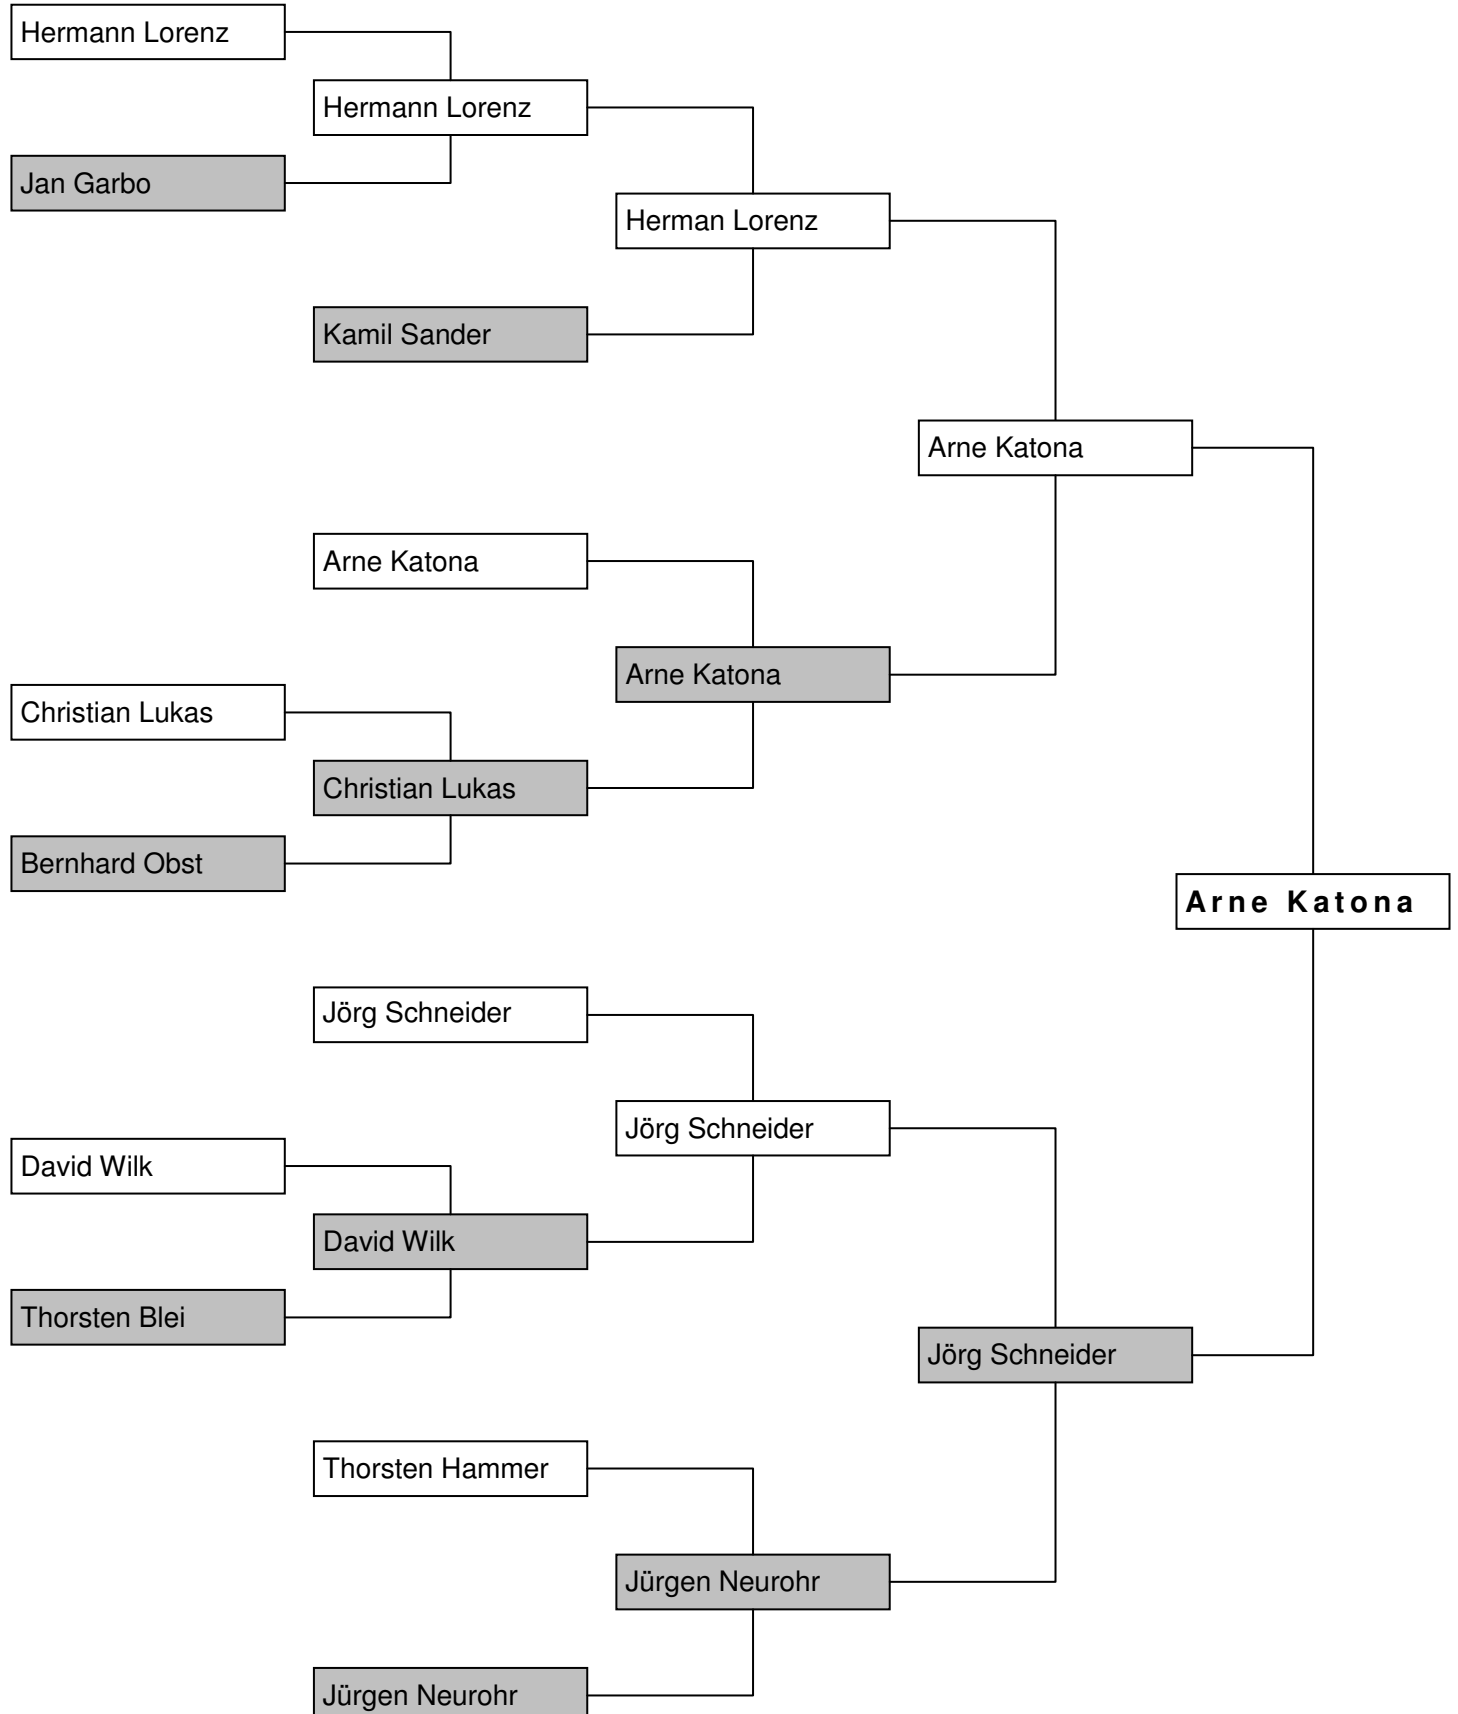 Hermann Lorenz
Hermann Lorenz
Jan Garbo
Herman Lorenz
Kamil Sander
Arne Katona
Arne Katona
Arne Katona
Christian Lukas
Christian Lukas
Bernhard Obst
Arne Katona
Jörg Schneider
Jörg Schneider
David Wilk
David Wilk
Thorsten Blei
Jörg Schneider
Thorsten Hammer
Jürgen Neurohr
Jürgen Neurohr